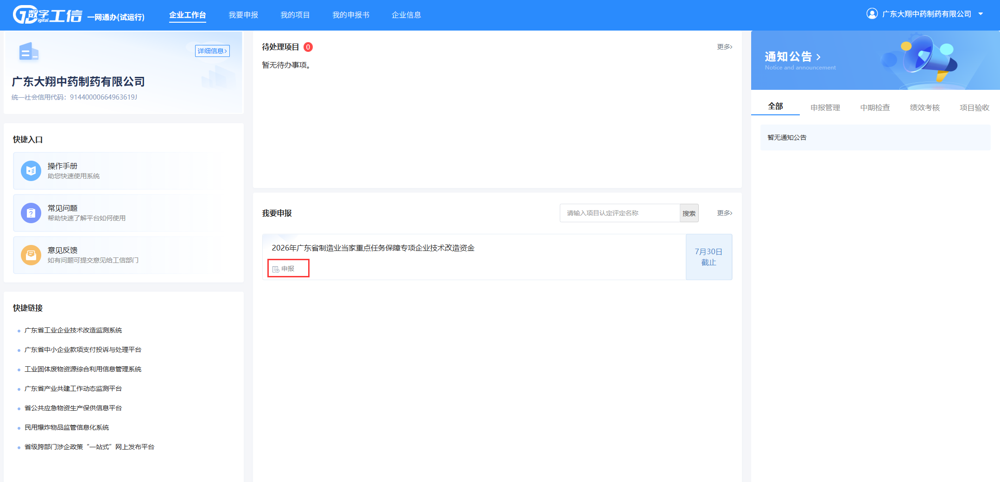 数字工信 igital 一网通办(试运行)
企业工作台 我要申报 我的项目 我的申报书 企业信息
广东大翔中药制药有限公司
详细信息>
广东大翔中药制药有限公司
统一社会信用代码：91440000664963619J
快捷入口
操作手册
助您快速使用系统
常见问题
帮助快速了解平台如何使用
意见反馈
如有问题可提交意见给工信部门
快捷链接
广东省工业企业技术改造监测系统
广东省中小企业款项支付投诉与处理平台
工业固体废物资源综合利用信息管理系统
广东省产业共建工作动态监测平台
省公共应急物资生产保供信息平台
民用爆炸物品监管信息化系统
省级跨部门涉企政策“一站式”网上发布平台
待处理项目 0
更多>
暂无待办事项。
我要申报
请输入项目认定评定名称 搜索
更多>
2026年广东省制造业当家重点任务保障专项企业技术改造资金
申报
7月30日
截止
通知公告>
Notice and announcement
全部 申报管理 中期检查 绩效考核 项目验收
暂无通知公告